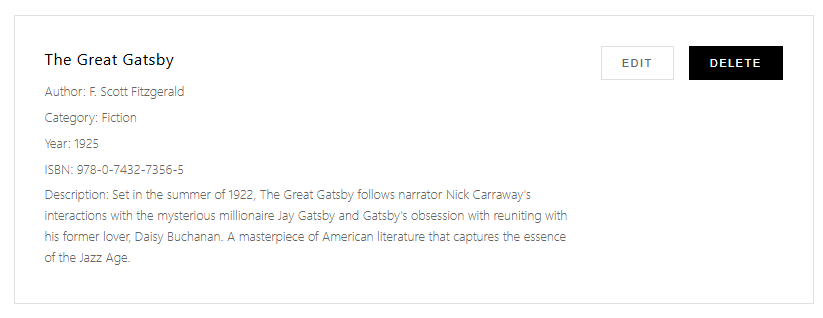 The Great Gatsby
EDIT
DELETE
Author: F. Scott Fitzgerald
Category: Fiction
Year: 1925
ISBN: 978-0-7432-7356-5
Description: Set in the summer of 1922, The Great Gatsby follows narrator Nick Carraway's
interactions with the mysterious millionaire Jay Gatsby and Gatsby's obsession with reuniting with
his former lover, Daisy Buchanan. A masterpiece of American literature that captures the essence
of the Jazz Age.